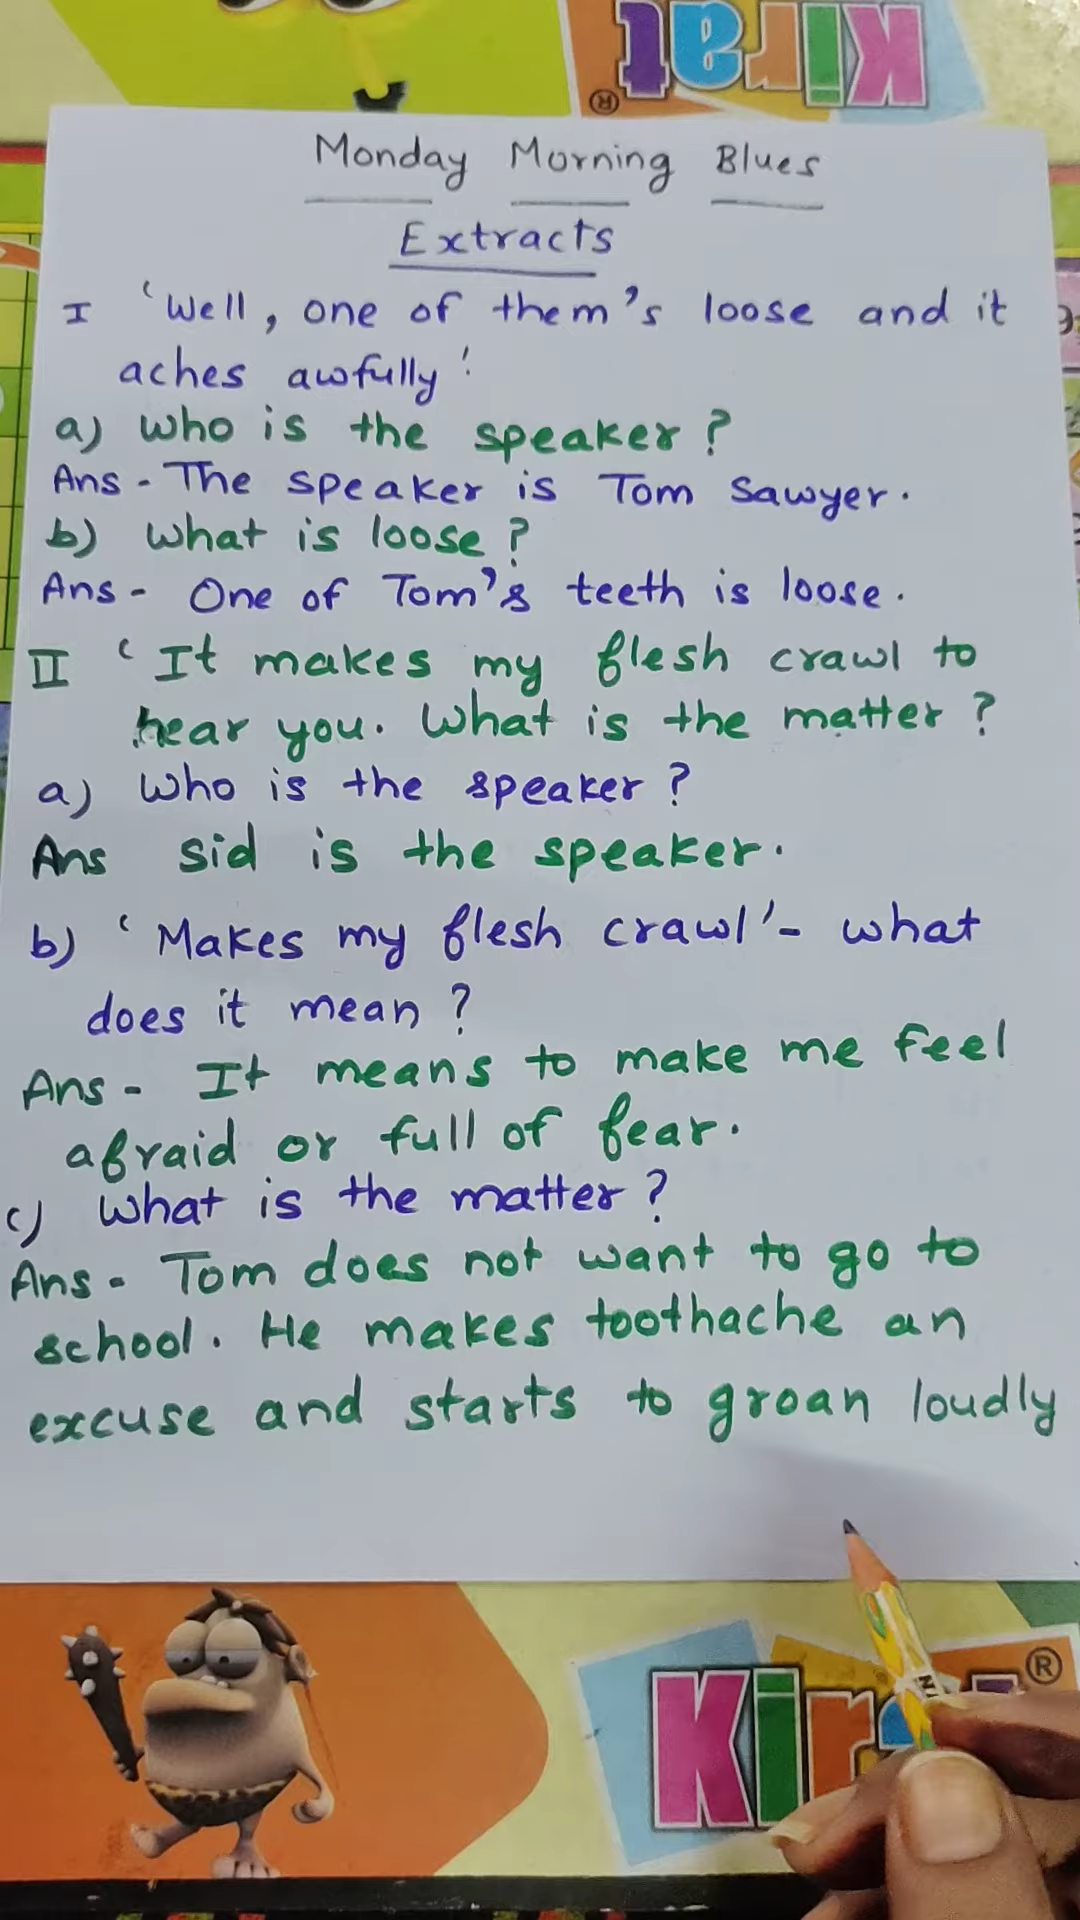 Kirat ®
Monday Morning Blues
Extracts
I 'Well, one of them's loose and it
aches awfully'
a) Who is the speaker?
Ans - The speaker is Tom Sawyer.
b) What is loose?
Ans - One of Tom's teeth is loose.
II 'It makes my flesh crawl to
hear you. What is the matter?
a) Who is the speaker?
Ans Sid is the speaker.
b) 'Makes my flesh crawl' - what
does it mean?
Ans - It means to make me feel
afraid or full of fear.
c) What is the matter?
Ans - Tom does not want to go to
school. He makes toothache an
excuse and starts to groan loudly
®